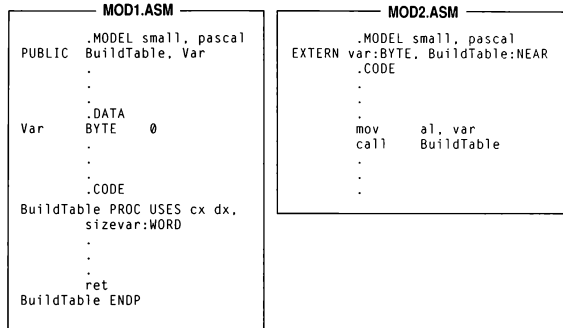 MOD1.ASM
.MODEL small, pascal
PUBLIC BuildTable, Var
.
.
.
.DATA
Var BYTE 0
.
.
.
.CODE
BuildTable PROC USES cx dx,
sizevar:WORD
.
.
.
ret
BuildTable ENDP
MOD2.ASM
.MODEL small, pascal
EXTERN var:BYTE, BuildTable:NEAR
.CODE
.
.
.
mov al, var
call BuildTable
.
.
.